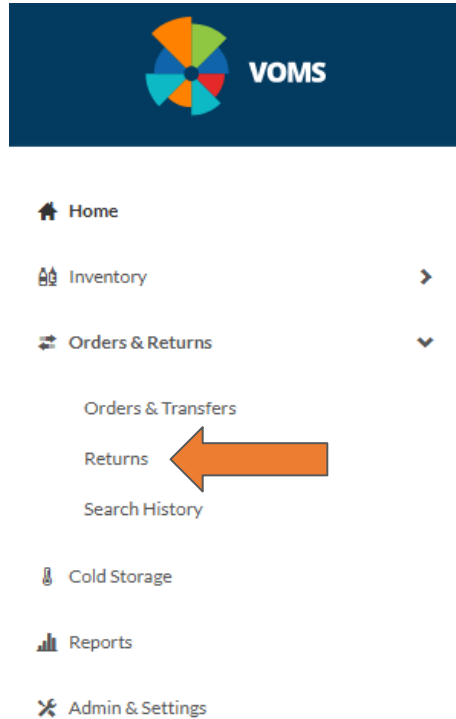 VOMS
Home
Inventory
Orders & Returns
Orders & Transfers
Returns
Search History
Cold Storage
Reports
Admin & Settings